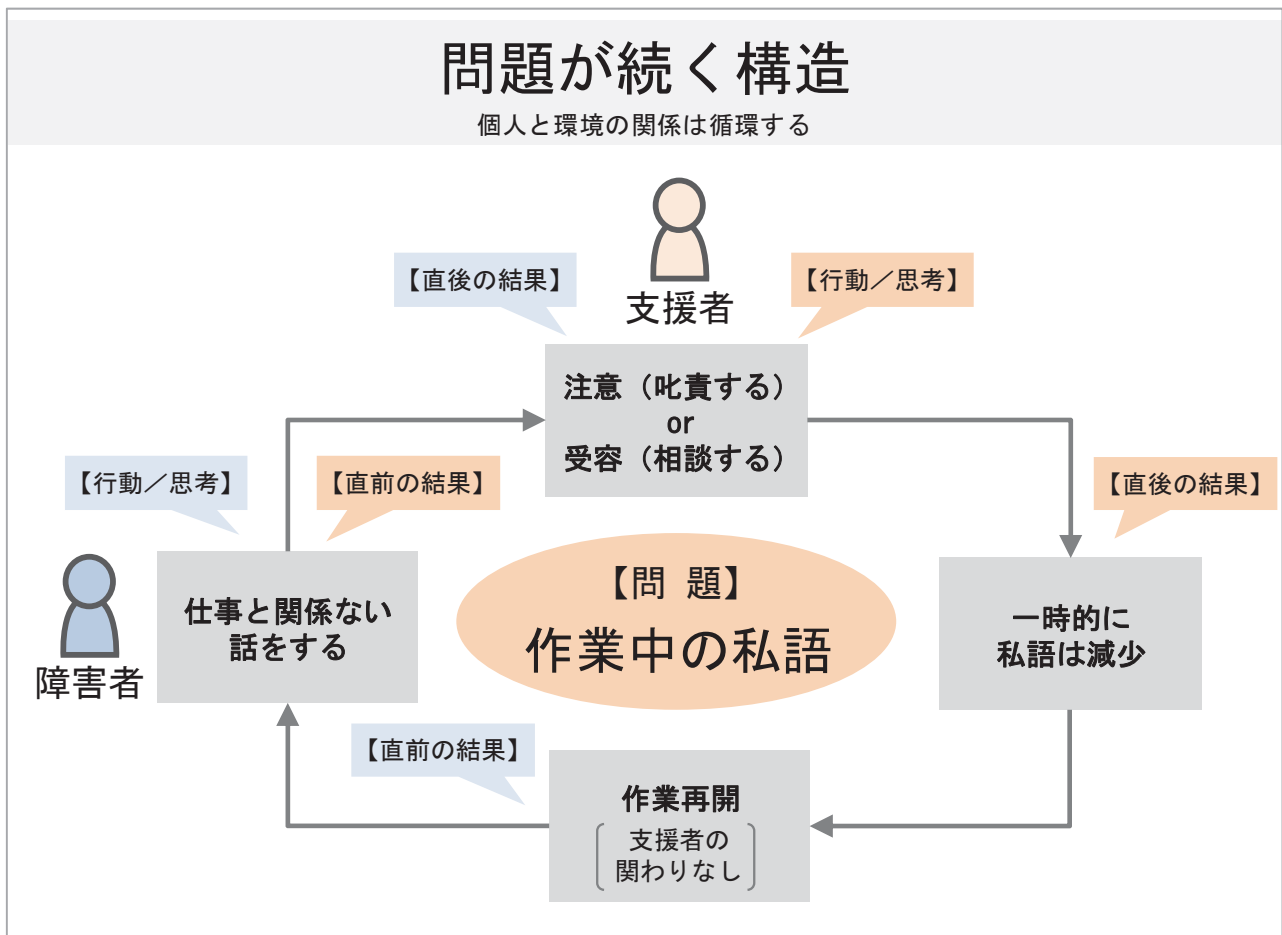 問題が続く構造
個人と環境の関係は循環する
支援者
【直後の結果】
【行動／思考】
注意（叱責する）
or
受容（相談する）
【行動／思考】
【直前の結果】
【直後の結果】
障害者
仕事と関係ない
話をする
【問 題】
作業中の私語
一時的に
私語は減少
【直前の結果】
作業再開
支援者の
関わりなし